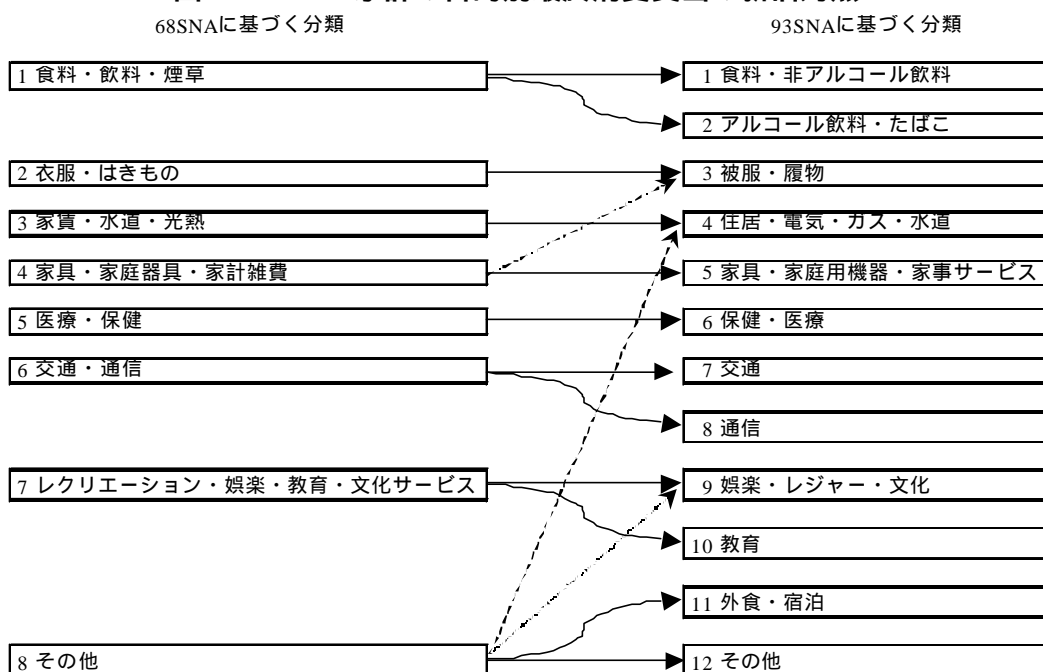 68SNAに基づく分類
93SNAに基づく分類
1 食料・飲料・煙草
1 食料・非アルコール飲料
2 アルコール飲料・たばこ
2 衣服・はきもの
3 被服・履物
3 家賃・水道・光熱
4 住居・電気・ガス・水道
4 家具・家庭器具・家計雑費
5 家具・家庭用機器・家事サービス
5 医療・保健
6 保健・医療
6 交通・通信
7 交通
8 通信
7 レクリエーション・娯楽・教育・文化サービス
9 娯楽・レジャー・文化
10 教育
11 外食・宿泊
8 その他
12 その他